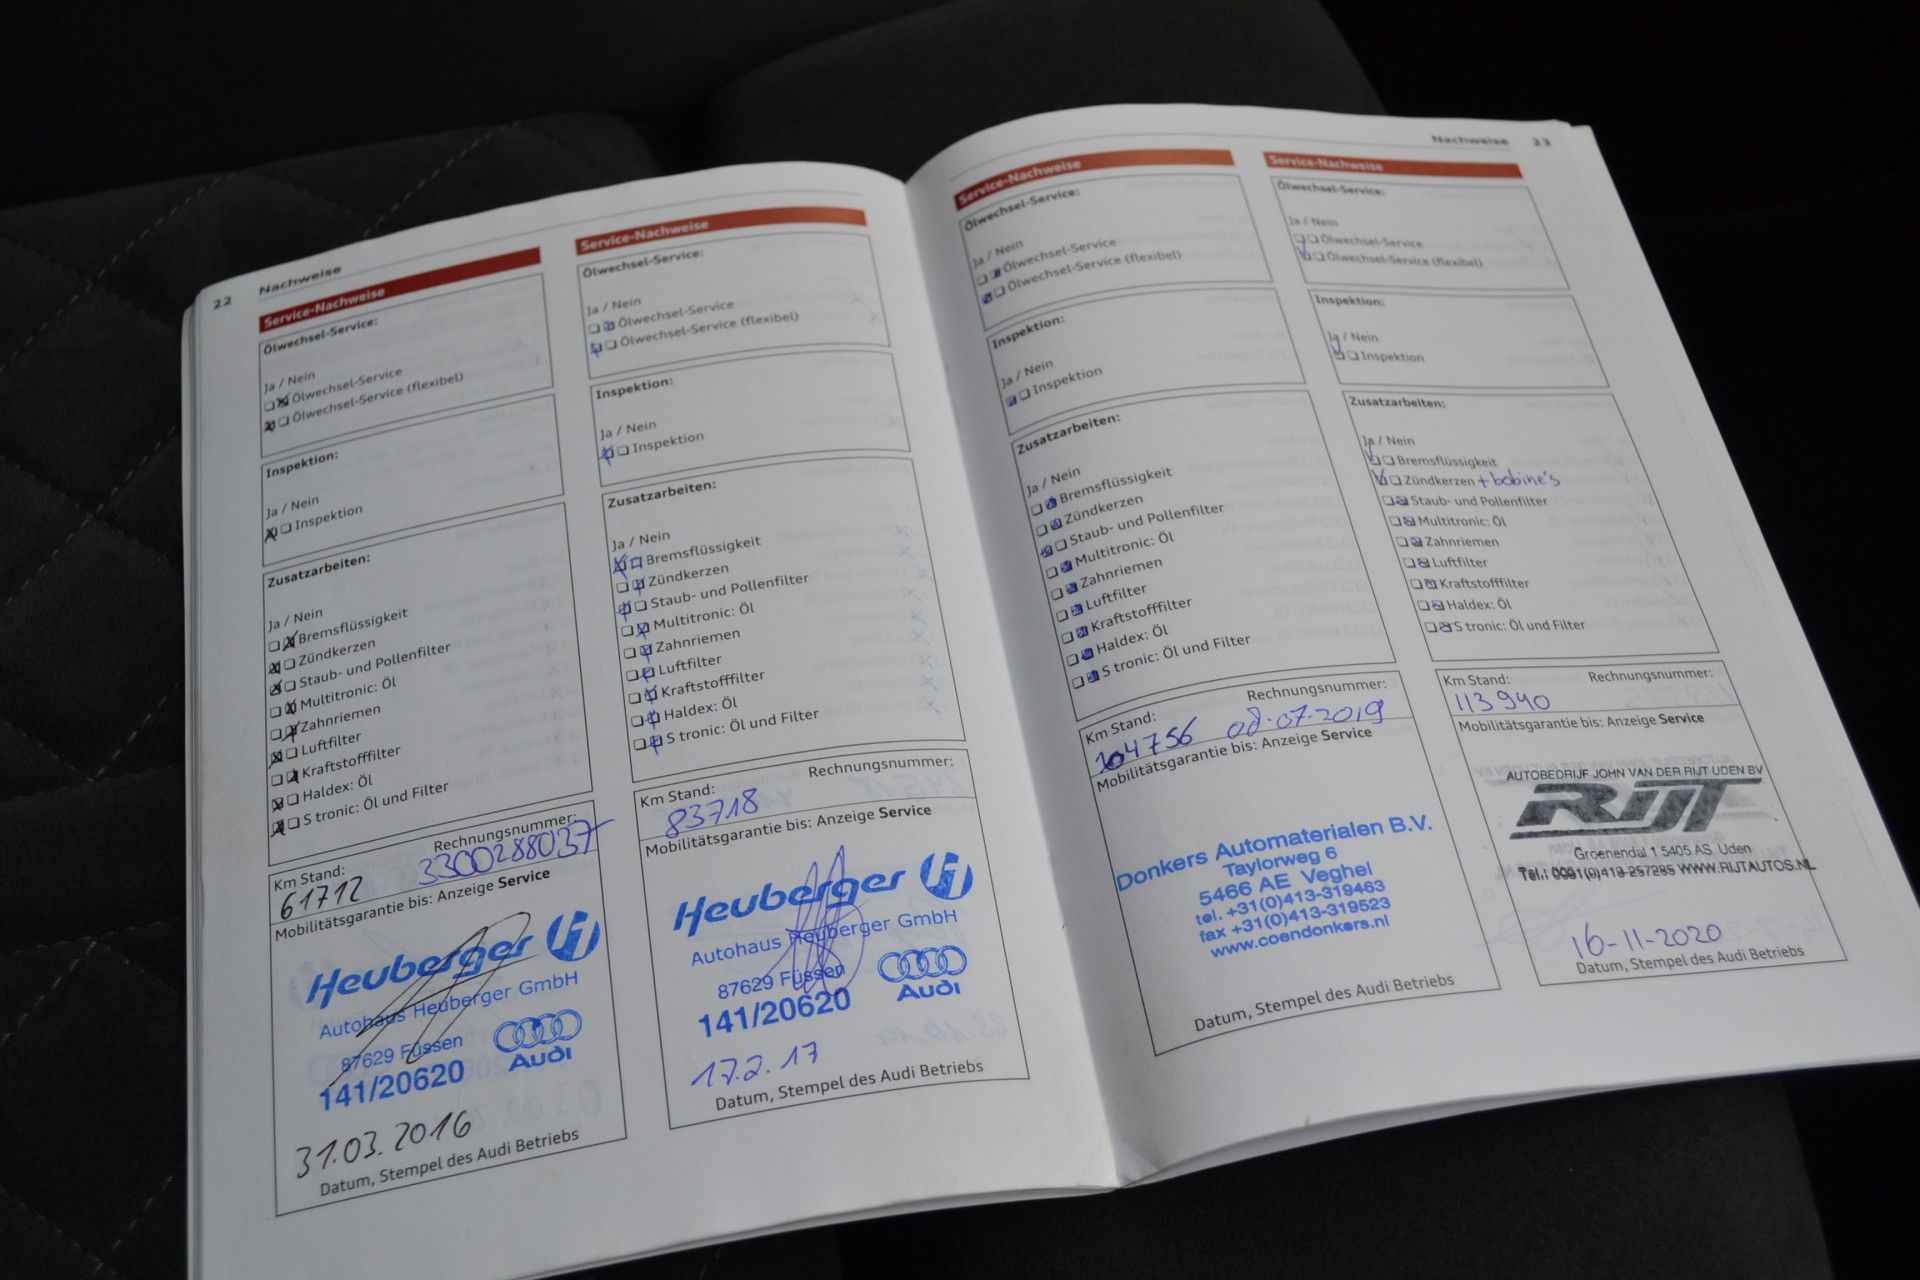 22
Nachweise
Service-Nachweise
Ölwechsel-Service:
Ja / Nein
Ölwechsel-Service
Ölwechsel-Service (flexibel)
Inspektion:
Ja / Nein
Inspektion
Zusatzarbeiten:
Ja / Nein
Bremsflüssigkeit
Zündkerzen
Staub- und Pollenfilter
Multitronic: Öl
Zahnriemen
Luftfilter
Kraftstofffilter
Haldex: Öl
S tronic: Öl und Filter
Rechnungsnummer:
Km Stand:
3300288037
61712
Mobilitätsgarantie bis: Anzeige Service
Heuberger
Autohaus Heuberger GmbH
87629 Füssen
141/20620
Audi
31.03.2016
Datum, Stempel des Audi Betriebs
Service-Nachweise
Ölwechsel-Service:
Ja / Nein
Ölwechsel-Service
Ölwechsel-Service (flexibel)
Inspektion:
Ja / Nein
Inspektion
Zusatzarbeiten:
Ja / Nein
Bremsflüssigkeit
Zündkerzen
Staub- und Pollenfilter
Multitronic: Öl
Zahnriemen
Luftfilter
Kraftstofffilter
Haldex: Öl
S tronic: Öl und Filter
Rechnungsnummer:
Km Stand:
83718
Mobilitätsgarantie bis: Anzeige Service
Heuberger
Autohaus Heuberger GmbH
87629 Füssen
141/20620
Audi
17.2.17
Datum, Stempel des Audi Betriebs
Nachweise 23
Service-Nachweise
Ölwechsel-Service:
Ja / Nein
Ölwechsel-Service
Ölwechsel-Service (flexibel)
Inspektion:
Ja / Nein
Inspektion
Zusatzarbeiten:
Ja / Nein
Bremsflüssigkeit
Zündkerzen
Staub- und Pollenfilter
Multitronic: Öl
Zahnriemen
Luftfilter
Kraftstofffilter
Haldex: Öl
S tronic: Öl und Filter
Rechnungsnummer:
Km Stand:
104756 08-07-2019
Mobilitätsgarantie bis: Anzeige Service
Donkers Automaterialen B.V.
Taylorweg 6
5466 AE Veghel
tel. +31(0)413-319463
fax +31(0)413-319523
www.coendonkers.nl
Datum, Stempel des Audi Betriebs
Service-Nachweise
Ölwechsel-Service:
Ja / Nein
Ölwechsel-Service
Ölwechsel-Service (flexibel)
Inspektion:
Ja / Nein
Inspektion
Zusatzarbeiten:
Ja / Nein
Bremsflüssigkeit
Zündkerzen + bobine's
Staub- und Pollenfilter
Multitronic: Öl
Zahnriemen
Luftfilter
Kraftstofffilter
Haldex: Öl
S tronic: Öl und Filter
Km Stand: Rechnungsnummer:
113940
Mobilitätsgarantie bis: Anzeige Service
AUTOBEDRIJF JOHN VAN DER RIJT UDEN BV
RIJT
Groenendal 1 5405 AS Uden
Tel.: 0031(0)413-257285 WWW.RIJTAUTOS.NL
16-11-2020
Datum, Stempel des Audi Betriebs